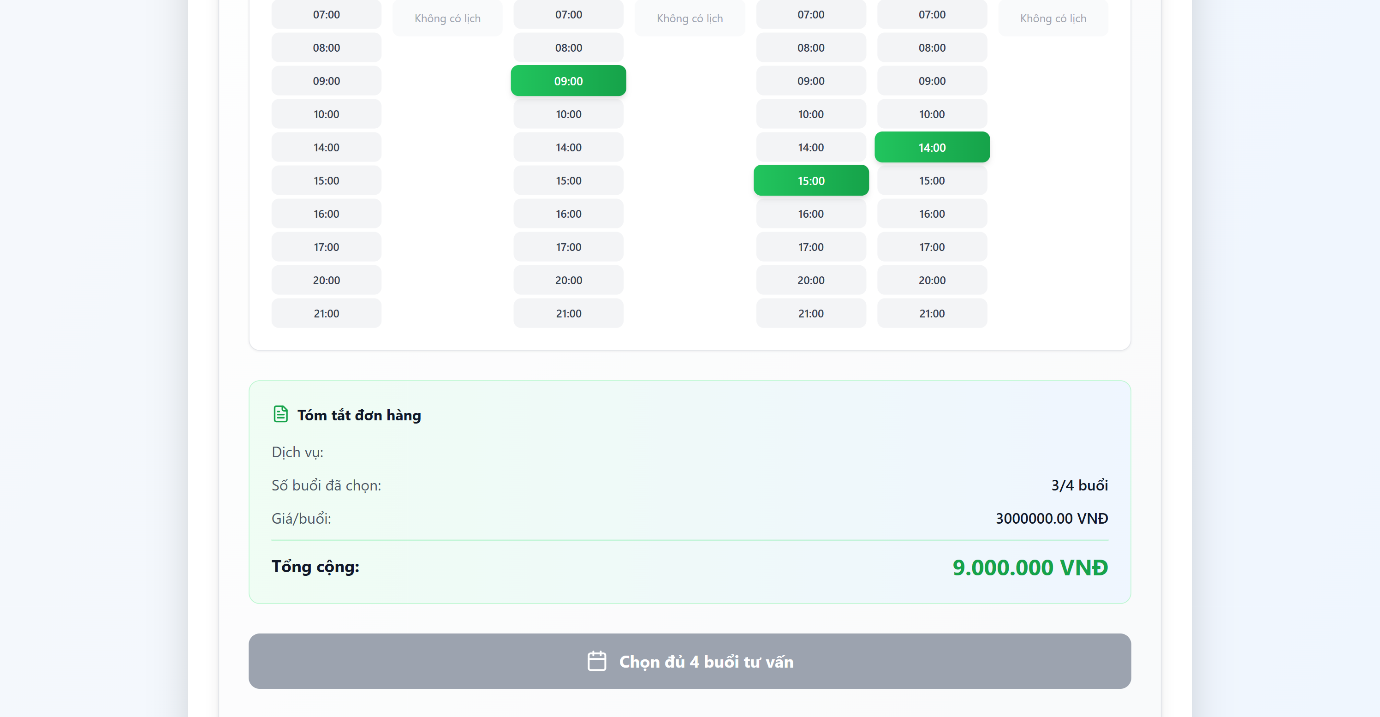 07:00 Không có lịch 07:00 Không có lịch 07:00 07:00 Không có lịch
08:00 08:00 08:00 08:00
09:00 09:00 09:00 09:00
10:00 10:00 10:00 10:00
14:00 14:00 14:00 14:00
15:00 15:00 15:00 15:00
16:00 16:00 16:00 16:00
17:00 17:00 17:00 17:00
20:00 20:00 20:00 20:00
21:00 21:00 21:00 21:00
Tóm tắt đơn hàng
Dịch vụ:
Số buổi đã chọn: 3/4 buổi
Giá/buổi: 3000000.00 VNĐ
Tổng cộng: 9.000.000 VNĐ
Chọn đủ 4 buổi tư vấn